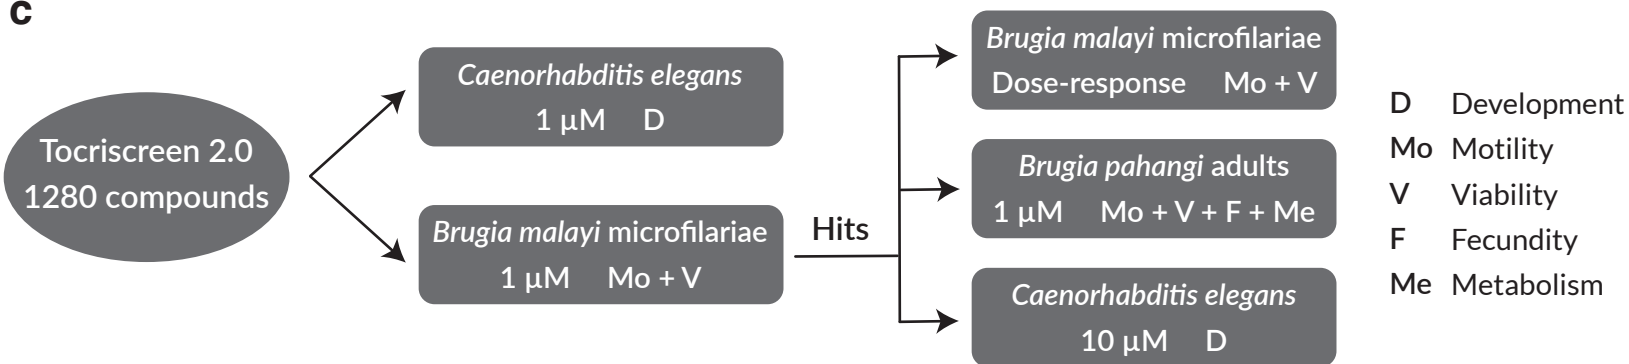 c
Tocriscreen 2.0
1280 compounds
Caenorhabditis elegans
1 µM D
Brugia malayi microfilariae
1 µM Mo + V
Hits
Brugia malayi microfilariae
Dose-response Mo + V
Brugia pahangi adults
1 µM Mo + V + F + Me
Caenorhabditis elegans
10 µM D
D Development
Mo Motility
V Viability
F Fecundity
Me Metabolism